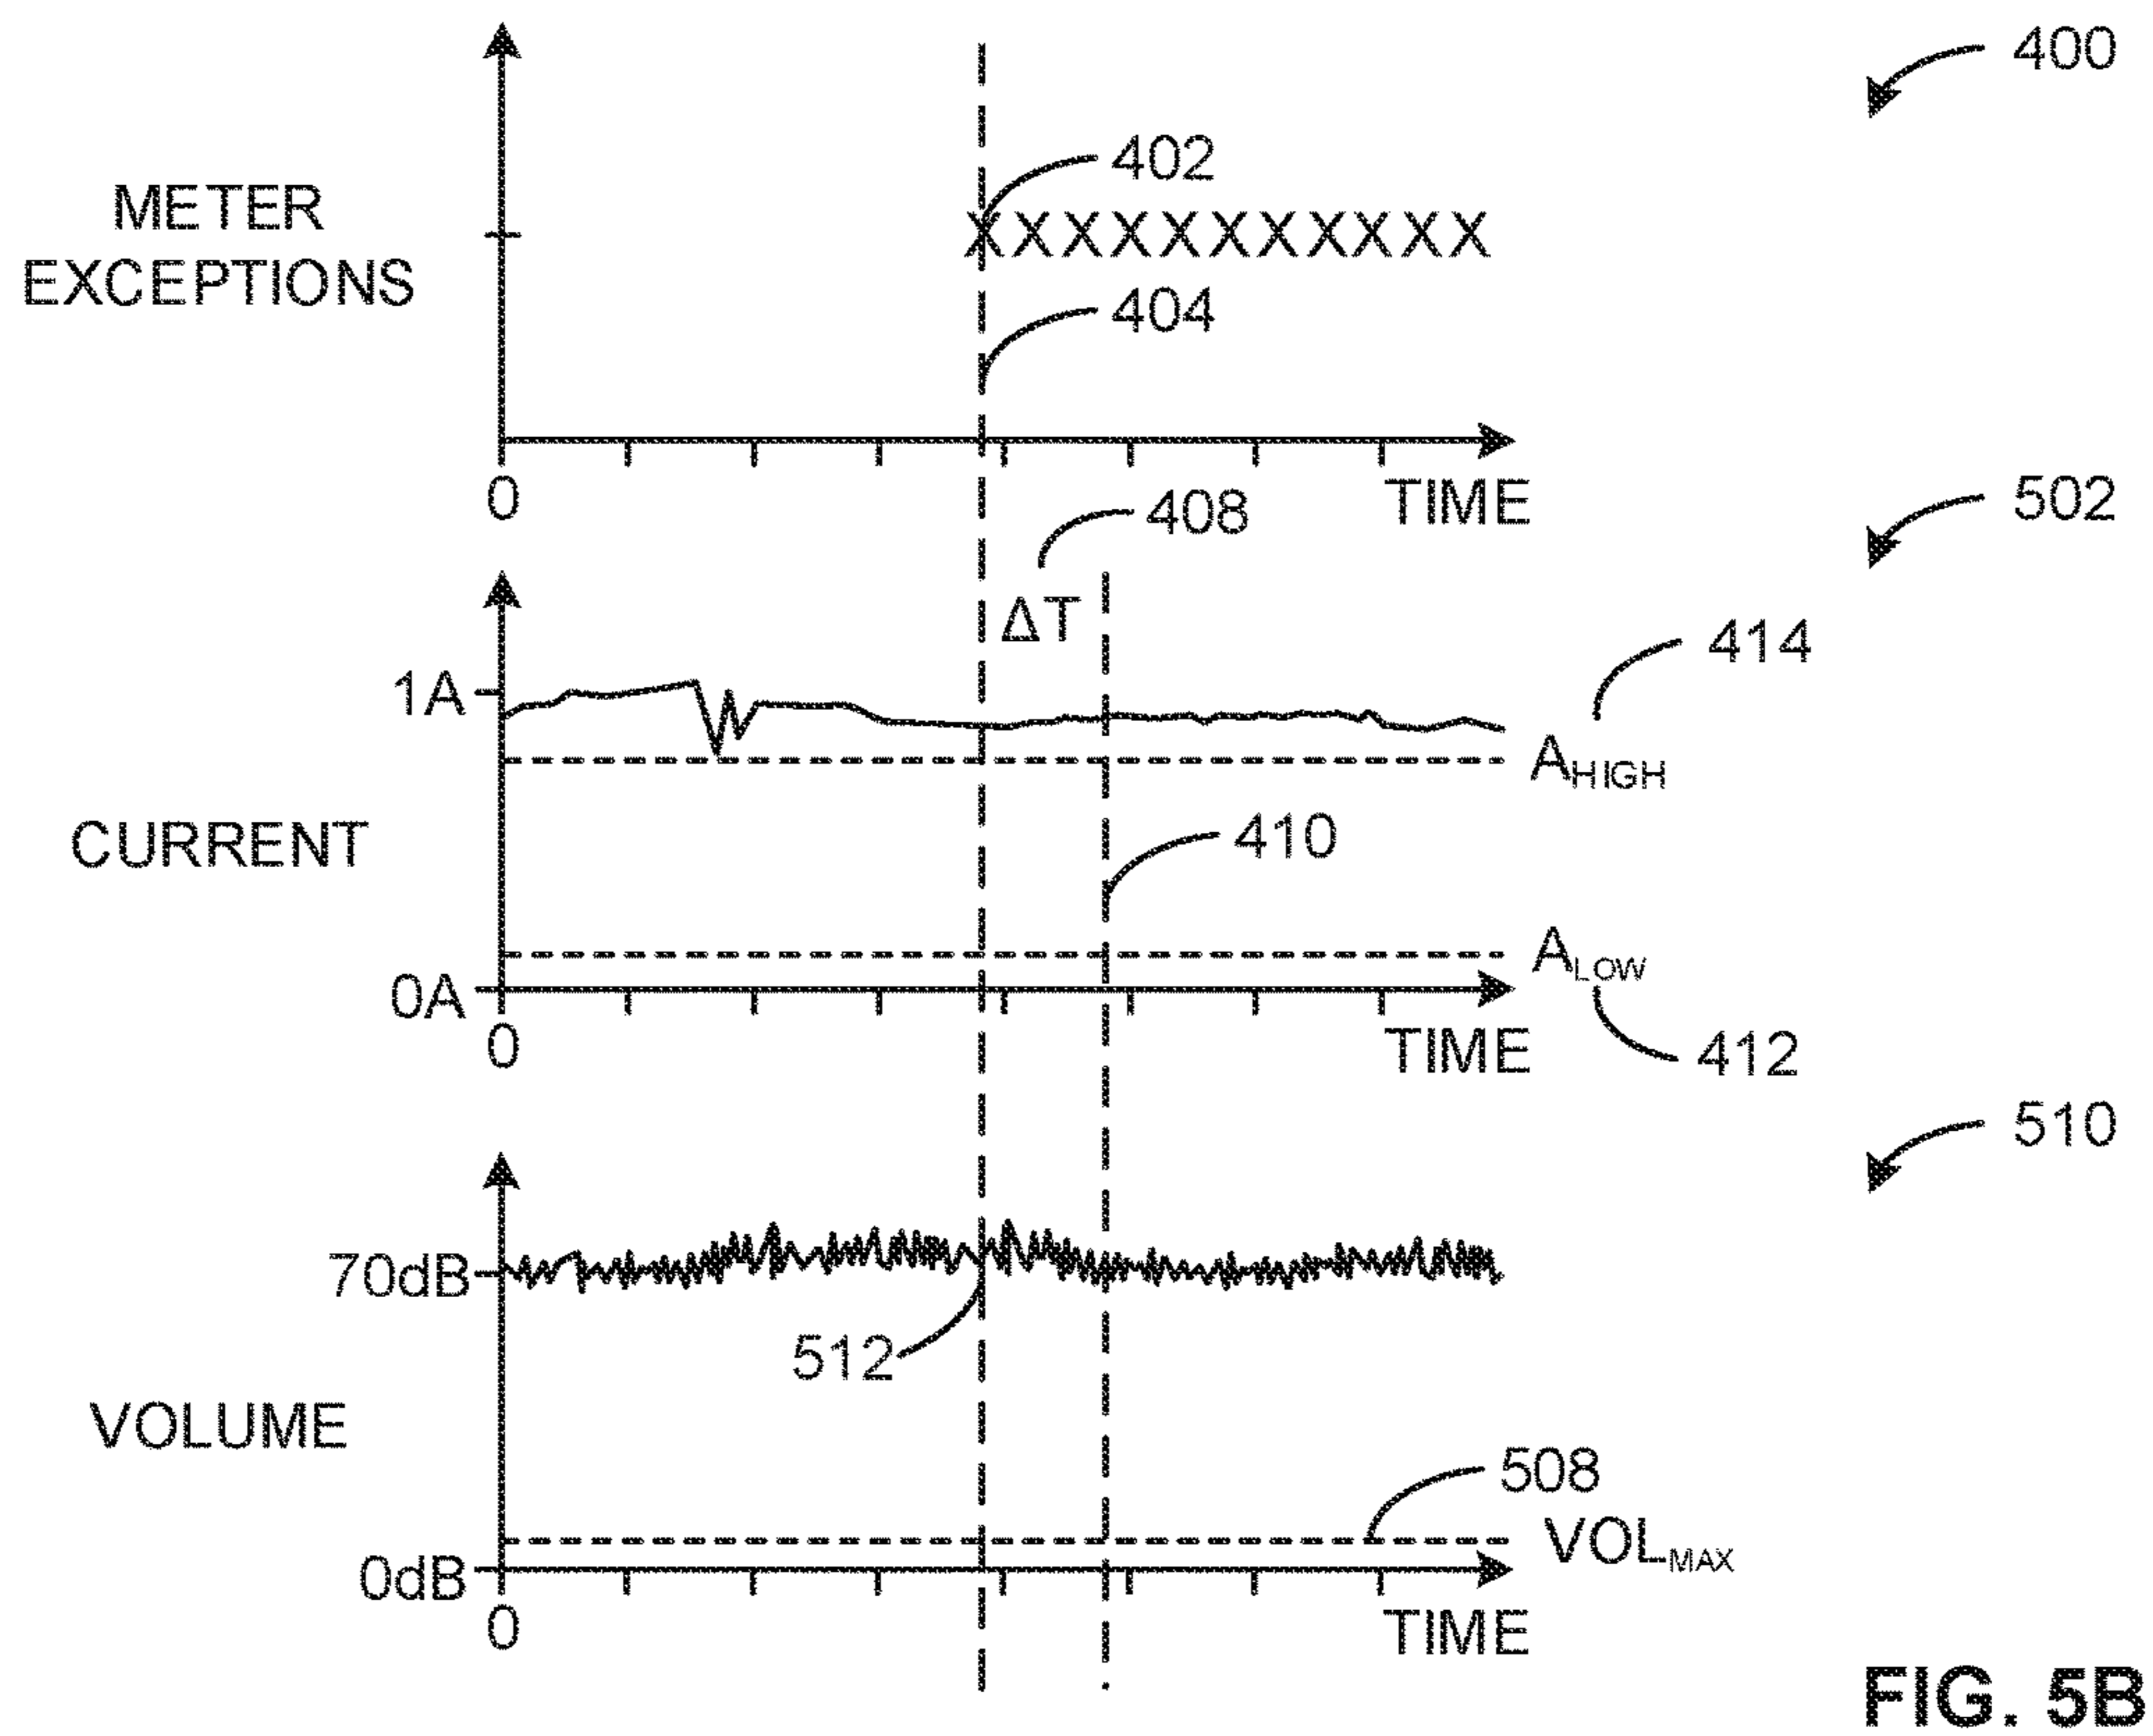 400
402
METER
EXCEPTIONS
XXXXXXXXXXX
404
0
TIME
408
502
ΔT
414
1A
AHIGH
CURRENT
410
ALOW
0A
0
TIME
412
510
70dB
512
VOLUME
508
VOLMAX
0dB
0
TIME
FIG. 5B